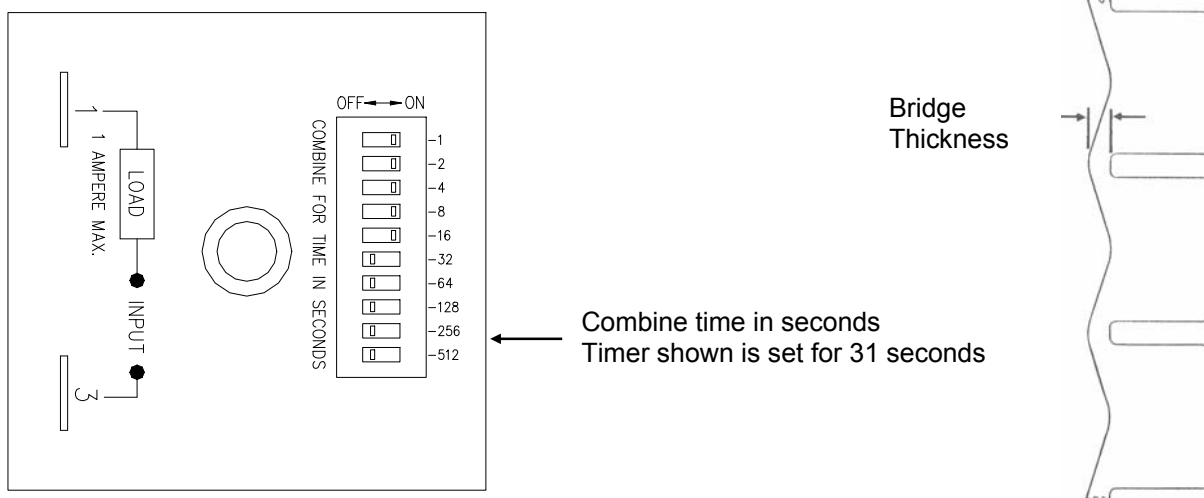 OFF ON
COMBINE FOR TIME IN SECONDS
-1
-2
-4
-8
-16
-32
-64
-128
-256
-512
1
1 AMPERE MAX.
LOAD
INPUT
3
Combine time in seconds
Timer shown is set for 31 seconds
Bridge
Thickness